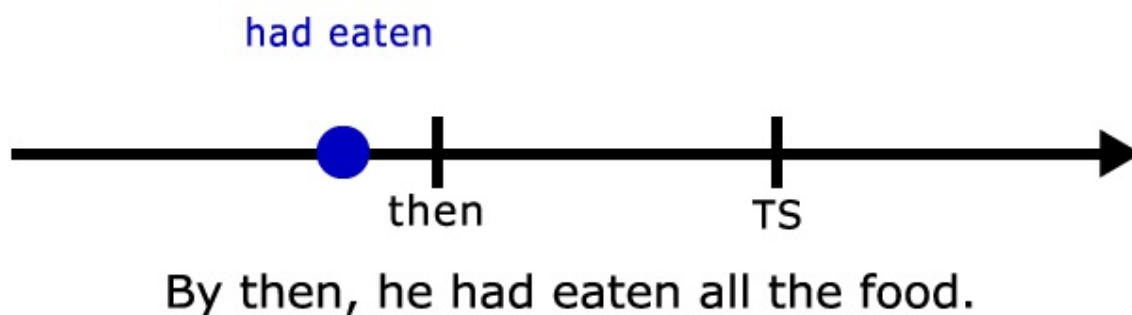 had eaten
then TS
By then, he had eaten all the food.